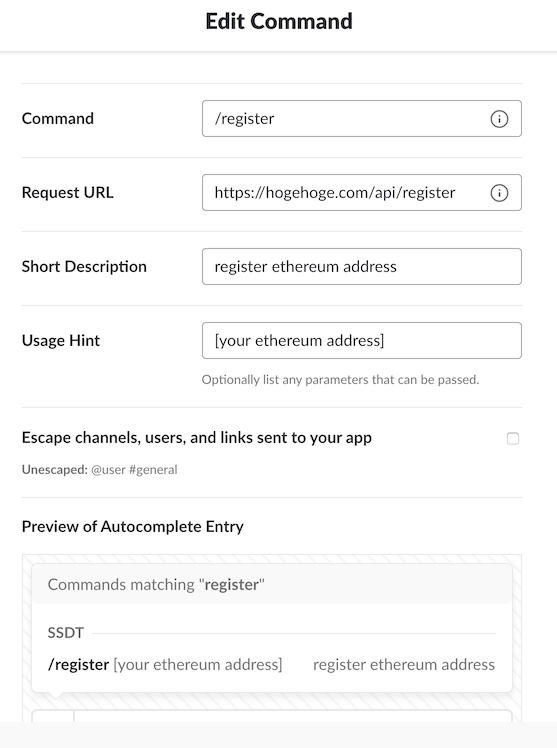 Edit Command
Command
/register
Request URL
https://hogehoge.com/api/register
Short Description
register ethereum address
Usage Hint
[your ethereum address]
Optionally list any parameters that can be passed.
Escape channels, users, and links sent to your app
Unescaped: @user #general
Preview of Autocomplete Entry
Commands matching "register"
SSDT
/register [your ethereum address] register ethereum address